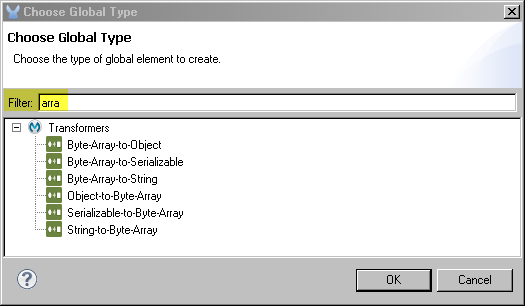 Choose Global Type
Choose Global Type
Choose the type of global element to create.
Filter: arra
Transformers
Byte-Array-to-Object
Byte-Array-to-Serializable
Byte-Array-to-String
Object-to-Byte-Array
Serializable-to-Byte-Array
String-to-Byte-Array
? OK Cancel